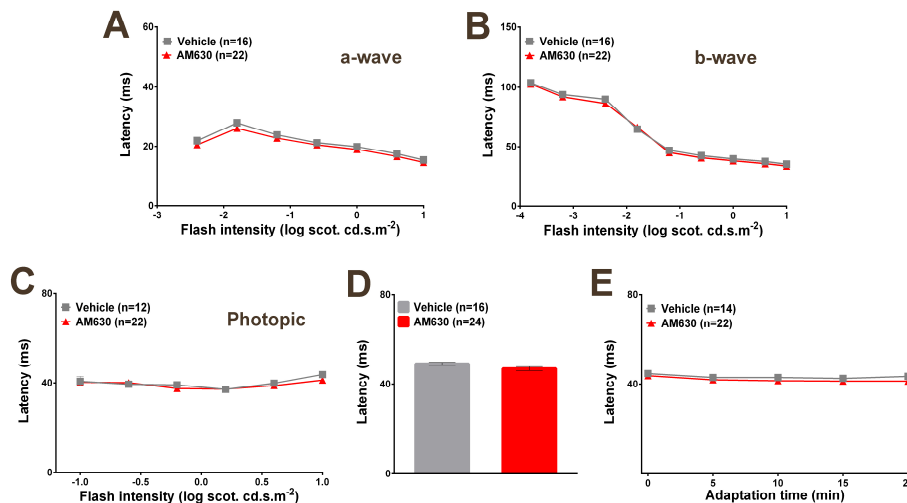 A
60
Vehicle (n=16)
AM630 (n=22)
a-wave
Latency (ms)
40
20
0
-3 -2 -1 0 1
Flash intensity (log scot. cd.s.m-2)
B
150
Vehicle (n=16)
AM630 (n=22)
b-wave
Latency (ms)
100
50
0
-4 -3 -2 -1 0 1
Flash intensity (log scot. cd.s.m-2)
C
80
Vehicle (n=12)
AM630 (n=22)
Photopic
Latency (ms)
40
0
-1.0 -0.5 0.0 0.5 1.0
Flash intensity (log scot. cd.s.m-2)
D
80
Vehicle (n=16)
AM630 (n=24)
Latency (ms)
40
0
E
80
Vehicle (n=14)
AM630 (n=22)
Latency (ms)
40
0
0 5 10 15
Adaptation time (min)